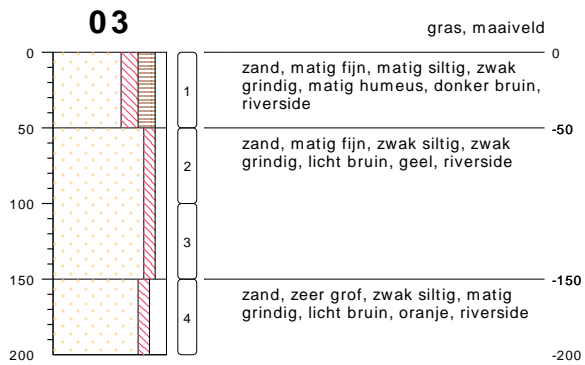 03
gras, maaiveld
0
0
zand, matig fijn, matig siltig, zwak
grindig, matig humeus, donker bruin,
riverside
1
50
-50
zand, matig fijn, zwak siltig, zwak
grindig, licht bruin, geel, riverside
2
100
3
150
-150
zand, zeer grof, zwak siltig, matig
grindig, licht bruin, oranje, riverside
4
200
-200